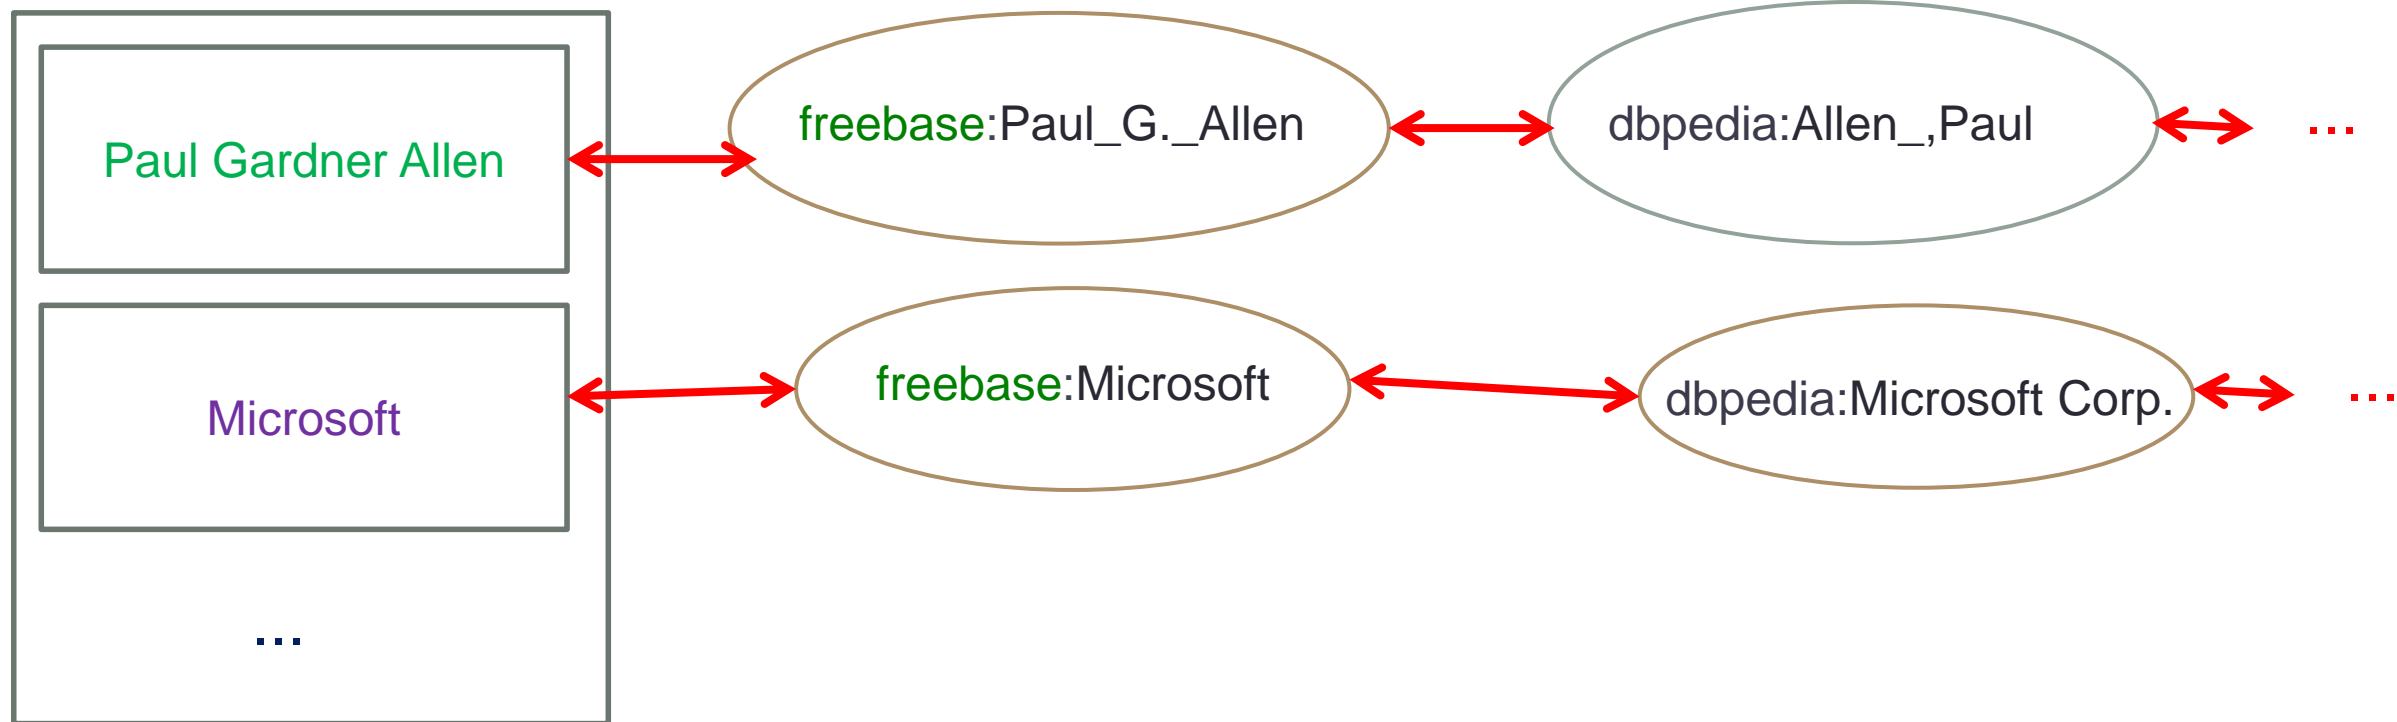 Paul Gardner Allen
freebase:Paul_G._Allen
dbpedia:Allen_,Paul
...
Microsoft
freebase:Microsoft
dbpedia:Microsoft Corp.
...
...